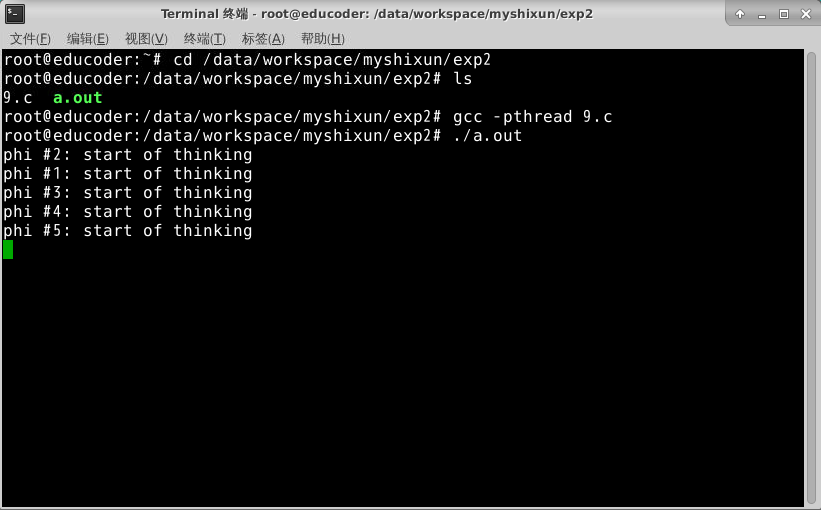 Terminal 终端 - root@educoder: /data/workspace/myshixun/exp2
文件(F) 编辑(E) 视图(V) 终端(T) 标签(A) 帮助(H)
root@educoder:~# cd /data/workspace/myshixun/exp2
root@educoder:/data/workspace/myshixun/exp2# ls
9.c  a.out
root@educoder:/data/workspace/myshixun/exp2# gcc -pthread 9.c
root@educoder:/data/workspace/myshixun/exp2# ./a.out
phi #2: start of thinking
phi #1: start of thinking
phi #3: start of thinking
phi #4: start of thinking
phi #5: start of thinking